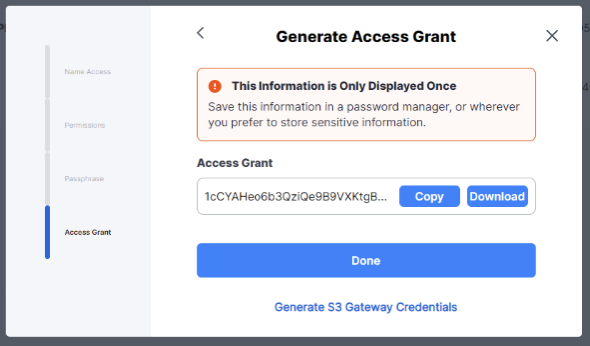 Generate Access Grant
Name Access
Permissions
Passphrase
Access Grant
This Information is Only Displayed Once
Save this information in a password manager, or wherever
you prefer to store sensitive information.
Access Grant
1cCYAHeo6b3QziQe9B9VXKtgB...
Copy
Download
Done
Generate S3 Gateway Credentials